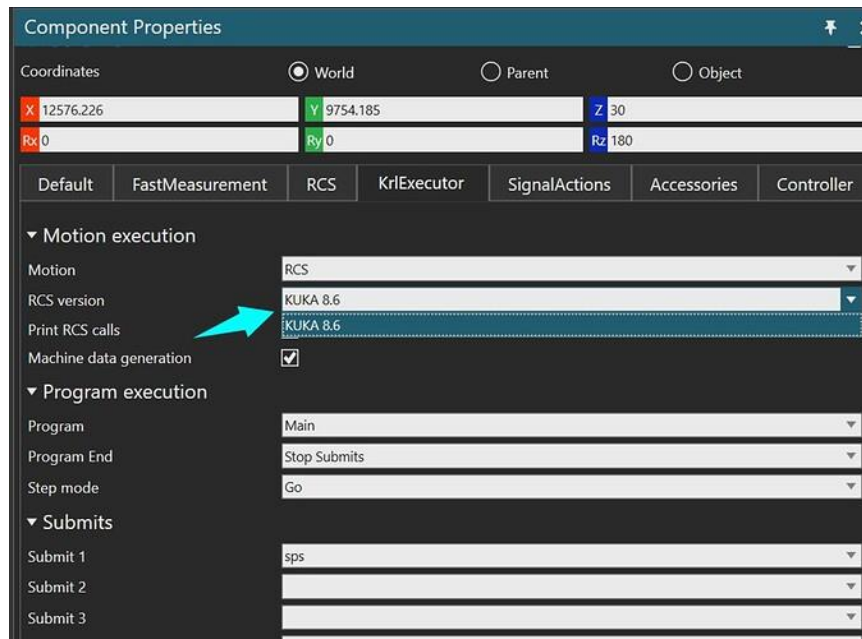 Component Properties
Coordinates World Parent Object
X 12576.226 Y 9754.185 Z 30
Rx 0 Ry 0 Rz 180
Default FastMeasurement RCS KrlExecutor SignalActions Accessories Controller
Motion execution
Motion RCS
RCS version KUKA 8.6
Print RCS calls KUKA 8.6
Machine data generation
Program execution
Program Main
Program End Stop Submits
Step mode Go
Submits
Submit 1 sps
Submit 2
Submit 3